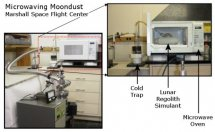 Microwaving Moondust
Marshall Space Flight Center
Cold
Trap
Lunar
Regolith
Simulant
Microwave
Oven